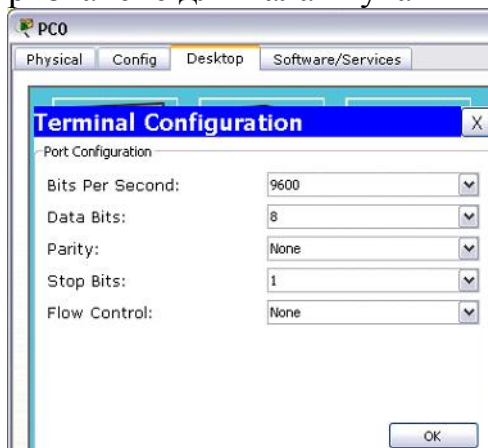 PC0
Physical Config Desktop Software/Services
Terminal Configuration X
Port Configuration
Bits Per Second: 9600
Data Bits: 8
Parity: None
Stop Bits: 1
Flow Control: None
OK